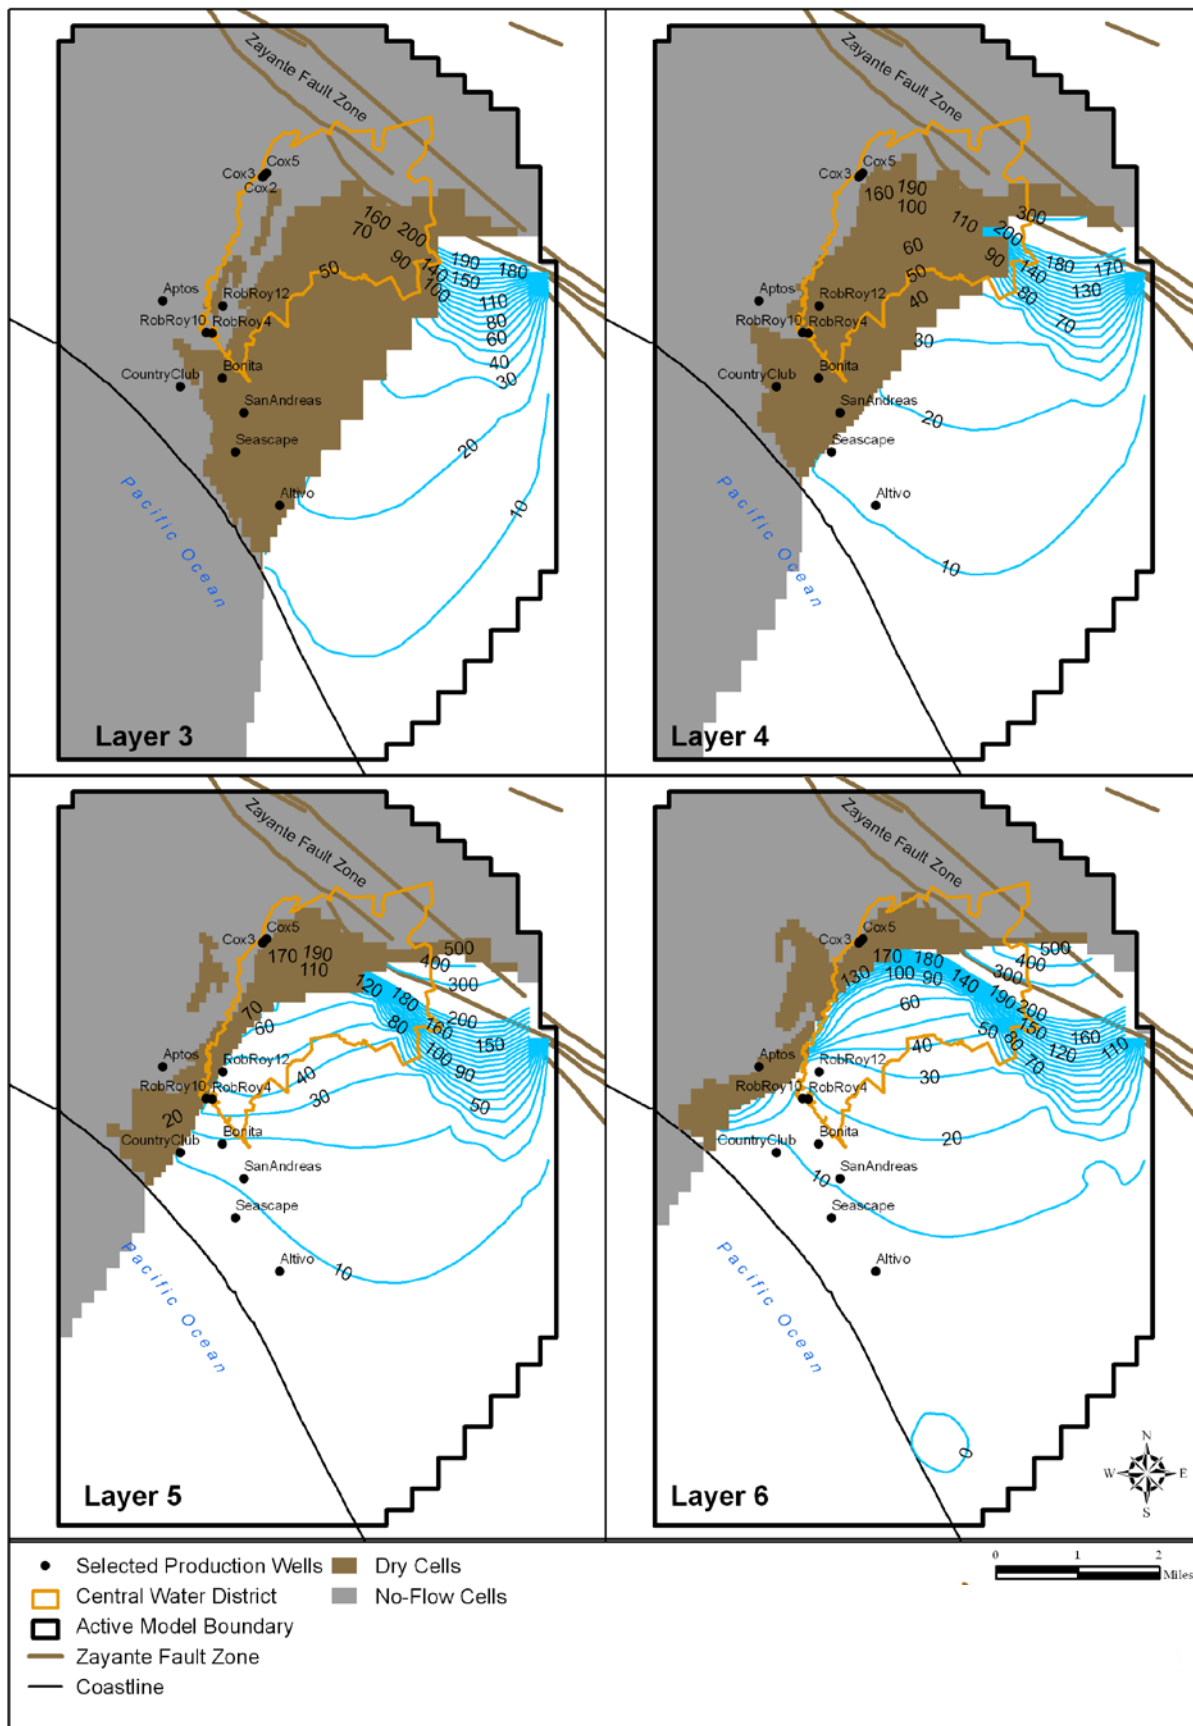 Zayante Fault Zone
Cox5
Cox3
Cox2
160
200
70
190
90
140
180
50
150
100
Aptos
RobRoy12
110
RobRoy10
RobRoy4
80
60
40
CountryClub
Bonita
30
SanAndreas
Seascape
20
Altivo
10
Pacific Ocean
Layer 3
Zayante Fault Zone
Cox5
Cox3
160
190
100
110
300
200
60
90
180
170
50
140
40
80
130
Aptos
RobRoy12
RobRoy10
RobRoy4
70
30
CountryClub
Bonita
SanAndreas
20
Seascape
Altivo
10
Pacific Ocean
Layer 4
Zayante Fault Zone
Cox5
Cox3
170
190
110
500
400
300
120
180
70
60
80
160
200
150
Aptos
RobRoy12
100
40
90
RobRoy10
RobRoy4
30
50
20
CountryClub
Bonita
SanAndreas
Seascape
Altivo
10
Pacific Ocean
Layer 5
Zayante Fault Zone
Cox5
Cox3
170
180
500
400
130
100
90
140
300
60
190
200
50
150
80
160
Aptos
RobRoy12
40
120
110
30
70
RobRoy10
RobRoy4
CountryClub
Bonita
20
10
SanAndreas
Seascape
Altivo
Pacific Ocean
0
Layer 6
N
W
E
S
Selected Production Wells
Dry Cells
0 1 2
Miles
Central Water District
No-Flow Cells
Active Model Boundary
Zayante Fault Zone
Coastline